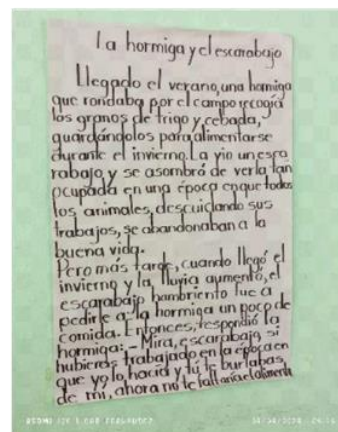 la hormiga y el escarabajo
Llegado el verano, una hormiga
que rondaba por el campo recogía
los granos de trigo y cebada,
guardándolos para alimentarse
durante el invierno. La vio un esca
rabajo y se asombró de verla tan
ocupada en una época en que todos
los animales, descuidando sus
trabajos, se abandonaban a la
buena vida.
Pero más tarde, cuando llegó el
invierno y la lluvia aumentó, el
escarabajo hambriento fue a
pedirle a la hormiga un poco de
comida. Entonces, respondió la
hormiga: - Mira, escarabajo si
hubieras trabajado en la época en
que yo lo hacía y tú te burlabas
de mi, ahora no te faltaría el alimento